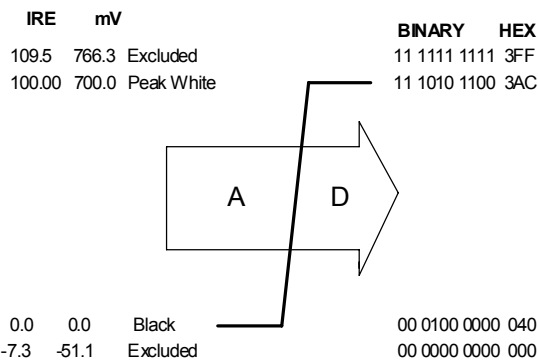 IRE mV BINARY HEX
109.5 766.3 Excluded 11 1111 1111 3FF
100.00 700.0 Peak White 11 1010 1100 3AC
A D
0.0 0.0 Black 00 0100 0000 040
-7.3 -51.1 Excluded 00 0000 0000 000